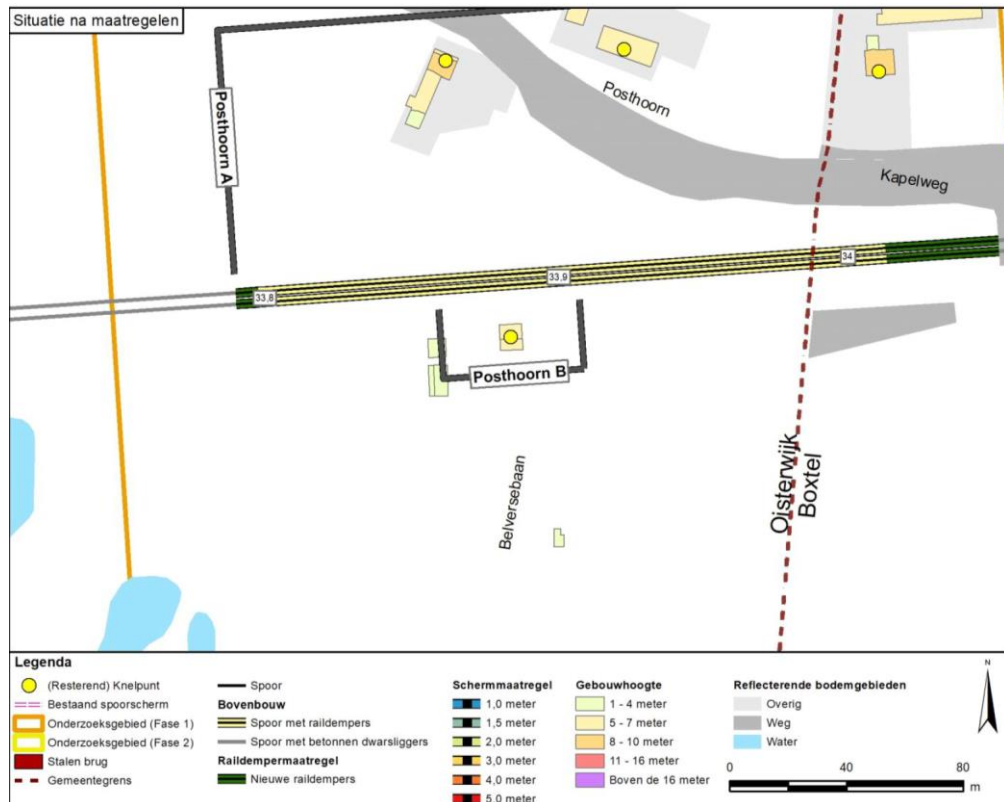 Situatie na maatregelen
Posthoorn A
Posthoorn
Kapelweg
33,8
33,9
34
Posthoorn B
Belversebaan
Oisterwijk
Boxtel
Legenda
(Resterend) Knelpunt
Bestaand spoorscherm
Onderzoeksgebied (Fase 1)
Onderzoeksgebied (Fase 2)
Stalen brug
Gemeentegrens
Spoor
Bovenbouw
Spoor met raildempers
Spoor met betonnen dwarsliggers
Raildempermaatregel
Nieuwe raildempers
Schermmaatregel
1,0 meter
1,5 meter
2,0 meter
3,0 meter
4,0 meter
5,0 meter
Gebouwhoogte
1 - 4 meter
5 - 7 meter
8 - 10 meter
11 - 16 meter
Boven de 16 meter
Reflecterende bodemgebieden
Overig
Weg
Water
N
0 40 80
m